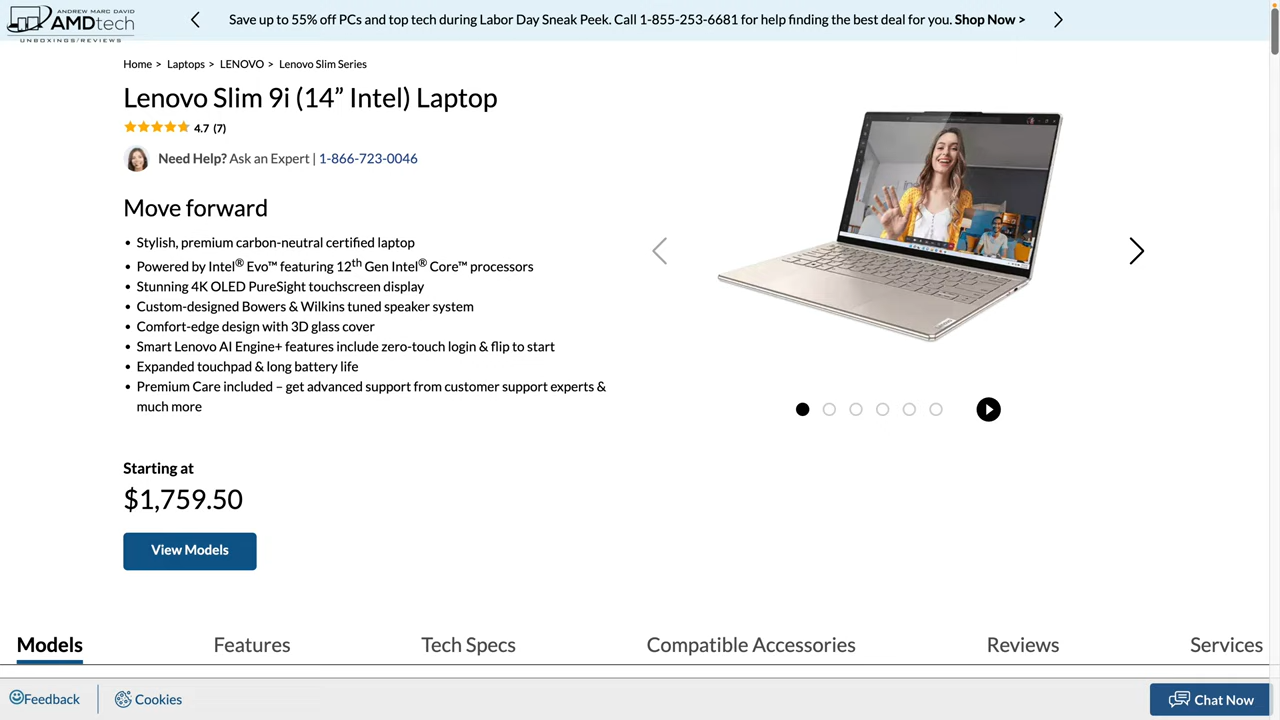 ANDREW MARC DAVID
AMDtech
UNBOXINGS/REVIEWS
Save up to 55% off PCs and top tech during Labor Day Sneak Peek. Call 1-855-253-6681 for help finding the best deal for you. Shop Now >
Home > Laptops > LENOVO > Lenovo Slim Series
Lenovo Slim 9i (14” Intel) Laptop
4.7 (7)
Need Help? Ask an Expert | 1-866-723-0046
Move forward
• Stylish, premium carbon-neutral certified laptop
• Powered by Intel® Evo™ featuring 12th Gen Intel® Core™ processors
• Stunning 4K OLED PureSight touchscreen display
• Custom-designed Bowers & Wilkins tuned speaker system
• Comfort-edge design with 3D glass cover
• Smart Lenovo AI Engine+ features include zero-touch login & flip to start
• Expanded touchpad & long battery life
• Premium Care included – get advanced support from customer support experts &
much more
Starting at
$1,759.50
View Models
Models Features Tech Specs Compatible Accessories Reviews Services
Feedback Cookies Chat Now